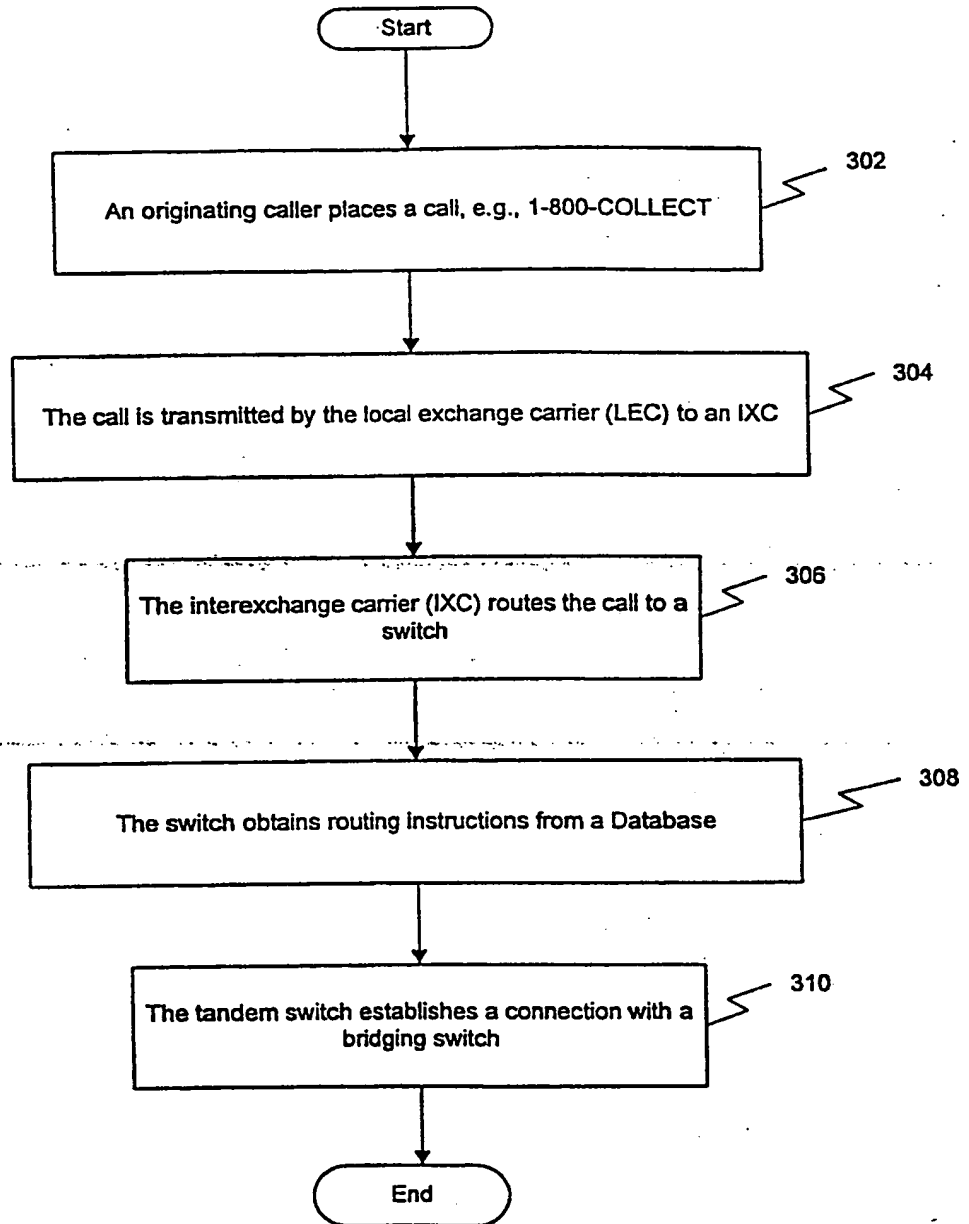 Start
302
An originating caller places a call, e.g., 1-800-COLLECT
304
The call is transmitted by the local exchange carrier (LEC) to an IXC
306
The interexchange carrier (IXC) routes the call to a
switch
308
The switch obtains routing instructions from a Database
310
The tandem switch establishes a connection with a
bridging switch
End